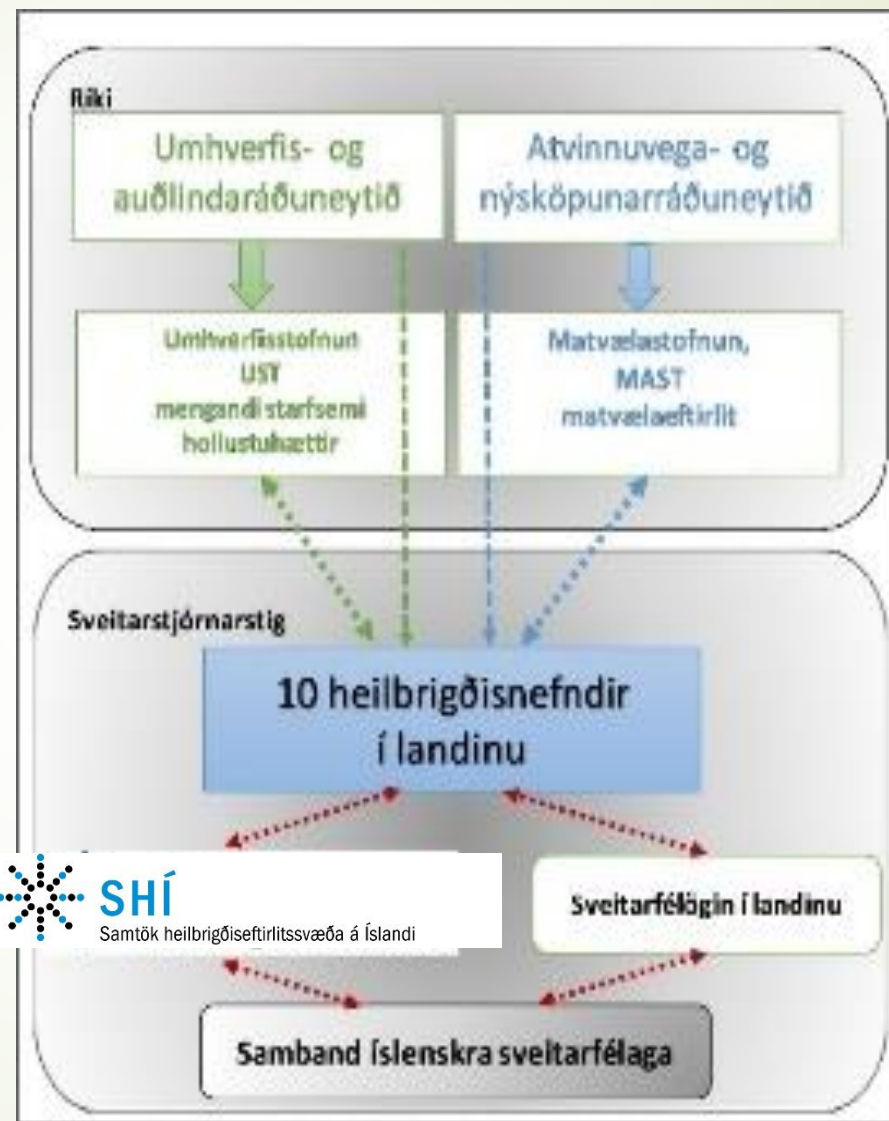 Ríki
Umhverfis- og
auðlindaráðuneytið
Atvinnuvega- og
nýsköpunarráðuneytið
Umhverfisstofnun
UST
mengandi starfsemi
hollustuhættir
Matvælastofnun,
MAST
matvælaeftirlit
Sveitarstjórnarstig
10 heilbrigðisnefndir
í landinu
SHÍ
Samtök heilbrigðiseftirlitssvæða á Íslandi
Sveitarfélögin í landinu
Samband íslenskra sveitarfélaga